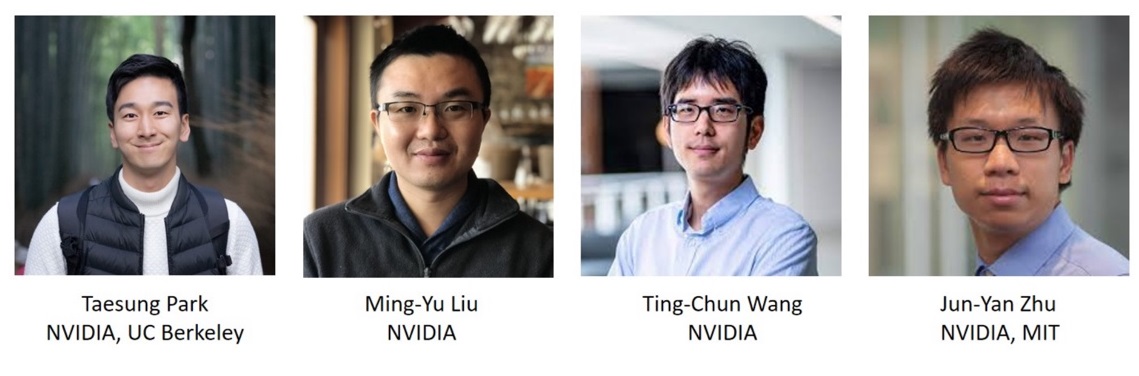 Taesung Park
NVIDIA, UC Berkeley
Ming-Yu Liu
NVIDIA
Ting-Chun Wang
NVIDIA
Jun-Yan Zhu
NVIDIA, MIT